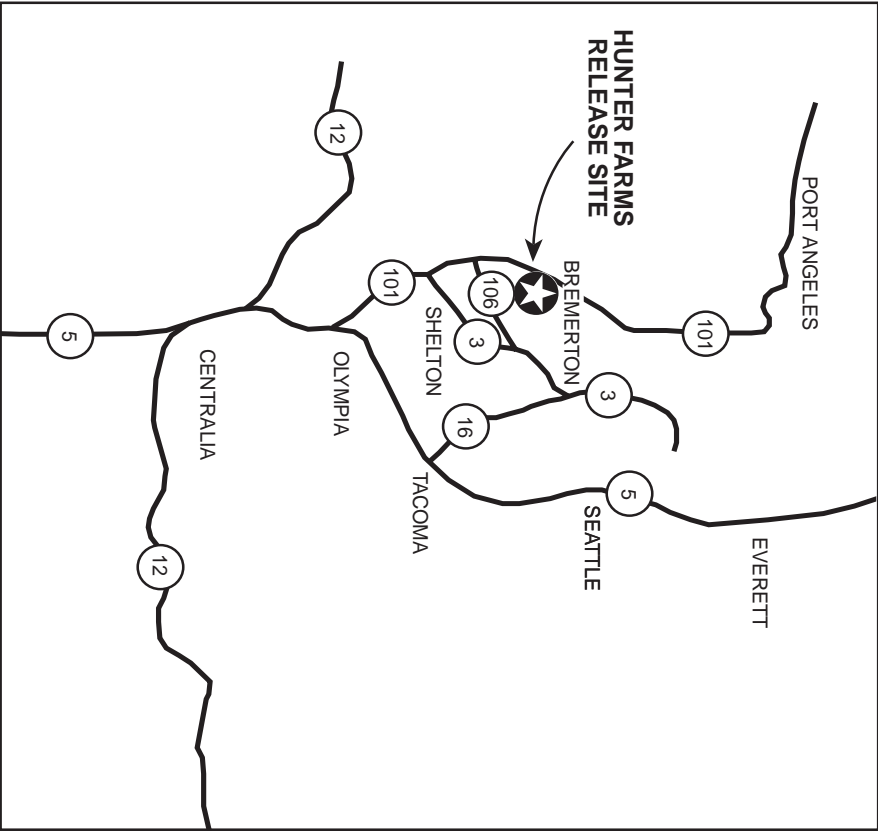 PORT ANGELES
EVERETT
101
5
HUNTER FARMS
RELEASE SITE
3
SEATTLE
BREMERTON
106
3
16
SHELTON
TACOMA
101
OLYMPIA
12
CENTRALIA
12
5